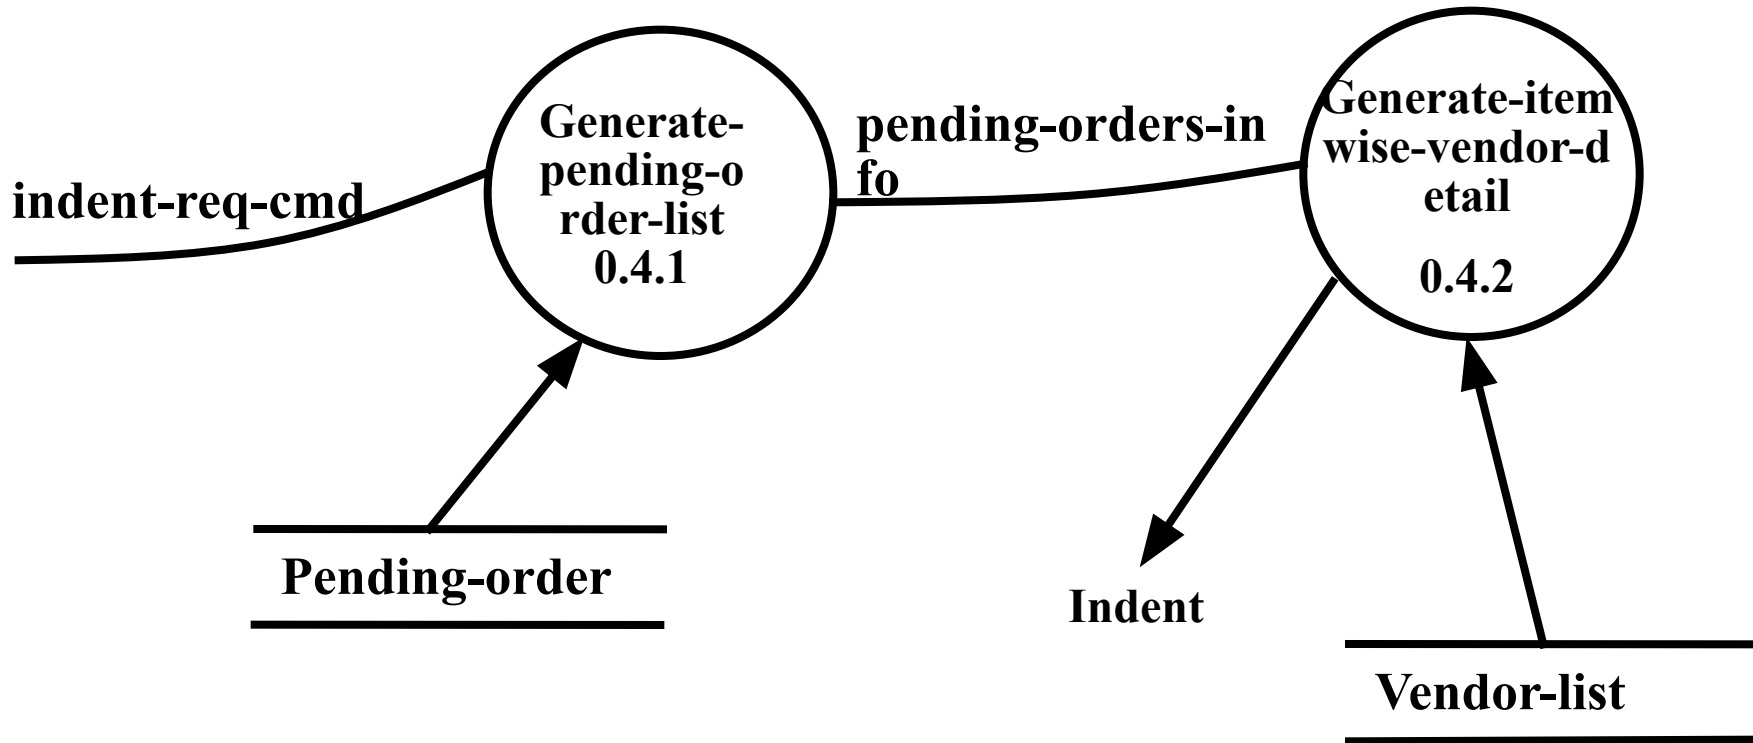 indent-req-cmd
Generate-
pending-o
rder-list
0.4.1
pending-orders-in
fo
Generate-item
wise-vendor-d
etail
0.4.2
Pending-order
Indent
Vendor-list